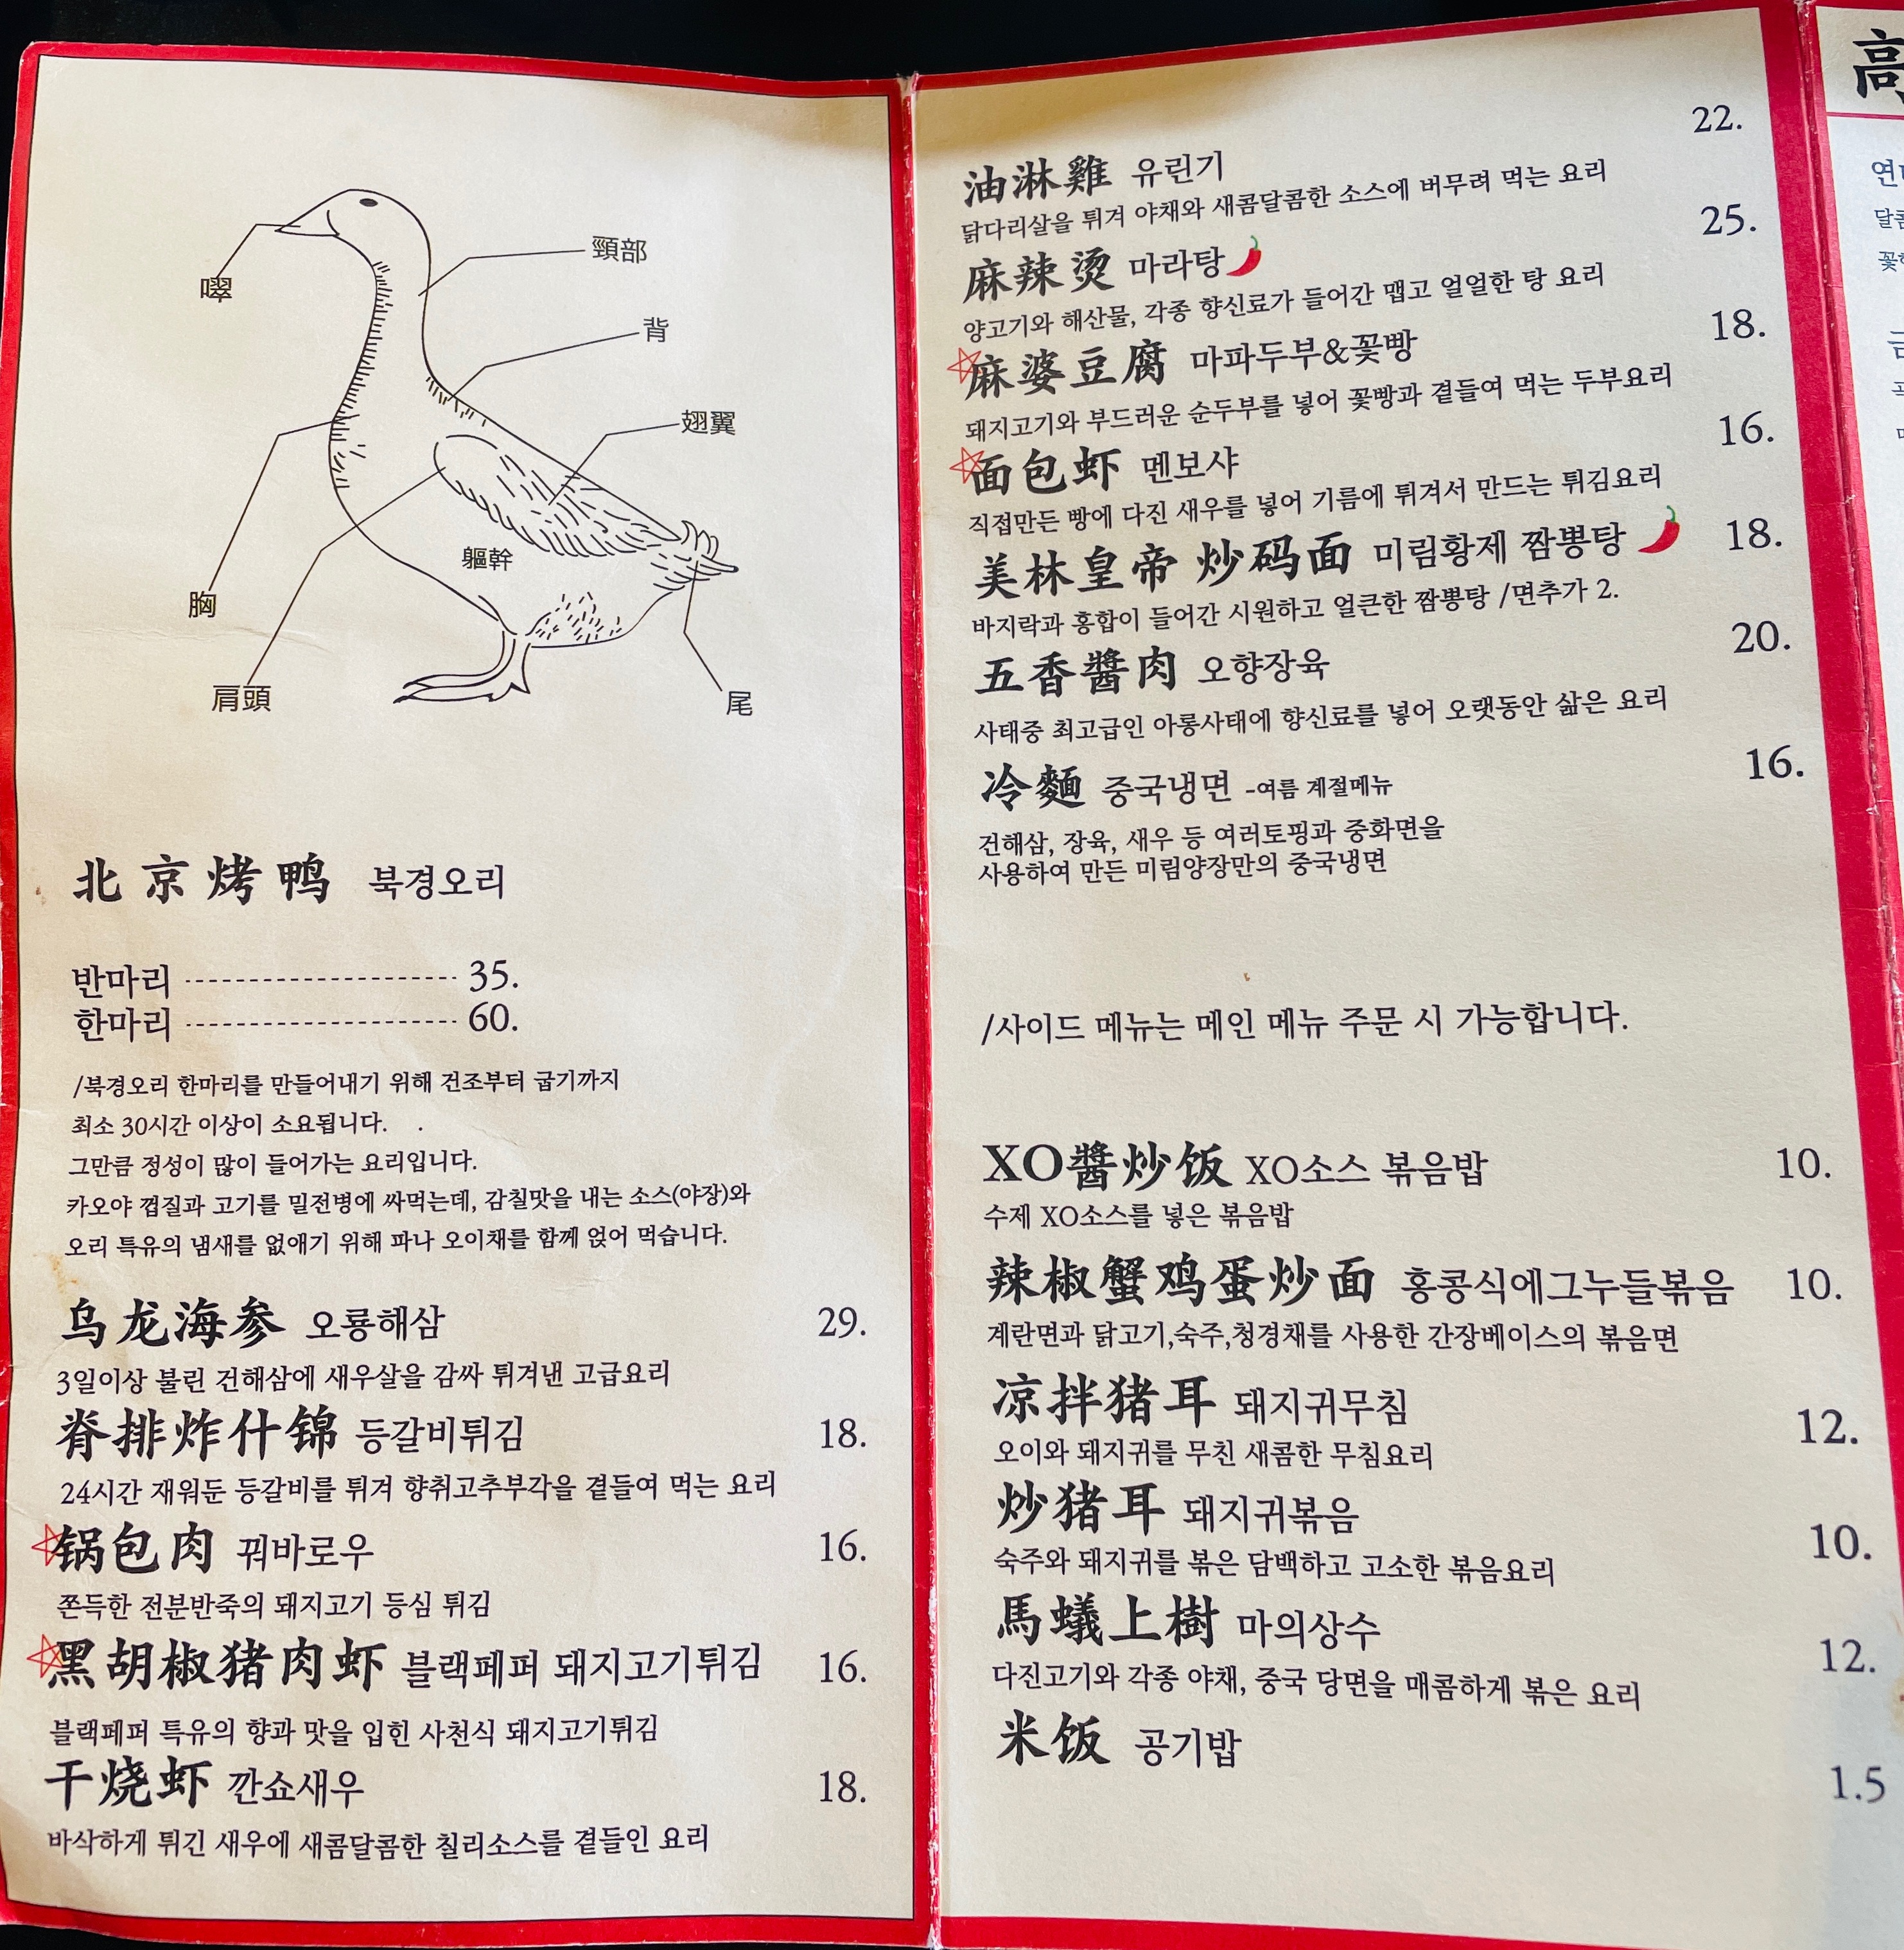 嘴
頸部
背
翅翼
軀幹
胸
肩頭
尾
北京烤鸭 북경오리
반마리 35.
한마리 60.
/북경오리 한마리를 만들어내기 위해 건조부터 굽기까지
최소 30시간 이상이 소요됩니다.
그만큼 정성이 많이 들어가는 요리입니다.
카오야 껍질과 고기를 밀전병에 싸먹는데, 감칠맛을 내는 소스(야장)와
오리 특유의 냄새를 없애기 위해 파나 오이채를 함께 얹어 먹습니다.
乌龙海参 오룡해삼 29.
3일이상 불린 건해삼에 새우살을 감싸 튀겨낸 고급요리
脊排炸什锦 등갈비튀김 18.
24시간 재워둔 등갈비를 튀겨 향취고추부각을 곁들여 먹는 요리
锅包肉 꿔바로우 16.
쫀득한 전분반죽의 돼지고기 등심 튀김
黑胡椒猪肉虾 블랙페퍼 돼지고기튀김 16.
블랙페퍼 특유의 향과 맛을 입힌 사천식 돼지고기튀김
干烧虾 깐쇼새우 18.
바삭하게 튀긴 새우에 새콤달콤한 칠리소스를 곁들인 요리
油淋雞 유린기 22.
닭다리살을 튀겨 야채와 새콤달콤한 소스에 버무려 먹는 요리
麻辣烫 마라탕 25.
양고기와 해산물, 각종 향신료가 들어간 맵고 얼얼한 탕 요리
麻婆豆腐 마파두부&꽃빵 18.
돼지고기와 부드러운 순두부를 넣어 꽃빵과 곁들여 먹는 두부요리
面包虾 멘보샤 16.
직접만든 빵에 다진 새우를 넣어 기름에 튀겨서 만드는 튀김요리
美林皇帝 炒码面 미림황제 짬뽕탕 18.
바지락과 홍합이 들어간 시원하고 얼큰한 짬뽕탕 /면추가 2.
五香醬肉 오향장육 20.
사태중 최고급인 아롱사태에 향신료를 넣어 오랫동안 삶은 요리
冷麵 중국냉면 -여름 계절메뉴 16.
건해삼, 장육, 새우 등 여러토핑과 중화면을
사용하여 만든 미림양장만의 중국냉면
/사이드 메뉴는 메인 메뉴 주문 시 가능합니다.
XO醬炒饭 XO소스 볶음밥 10.
수제 XO소스를 넣은 볶음밥
辣椒蟹鸡蛋炒面 홍콩식에그누들볶음 10.
계란면과 닭고기,숙주,청경채를 사용한 간장베이스의 볶음면
凉拌猪耳 돼지귀무침 12.
오이와 돼지귀를 무친 새콤한 무침요리
炒猪耳 돼지귀볶음 10.
숙주와 돼지귀를 볶은 담백하고 고소한 볶음요리
馬蟻上樹 마의상수 12.
다진고기와 각종 야채, 중국 당면을 매콤하게 볶은 요리
米饭 공기밥 1.5
高